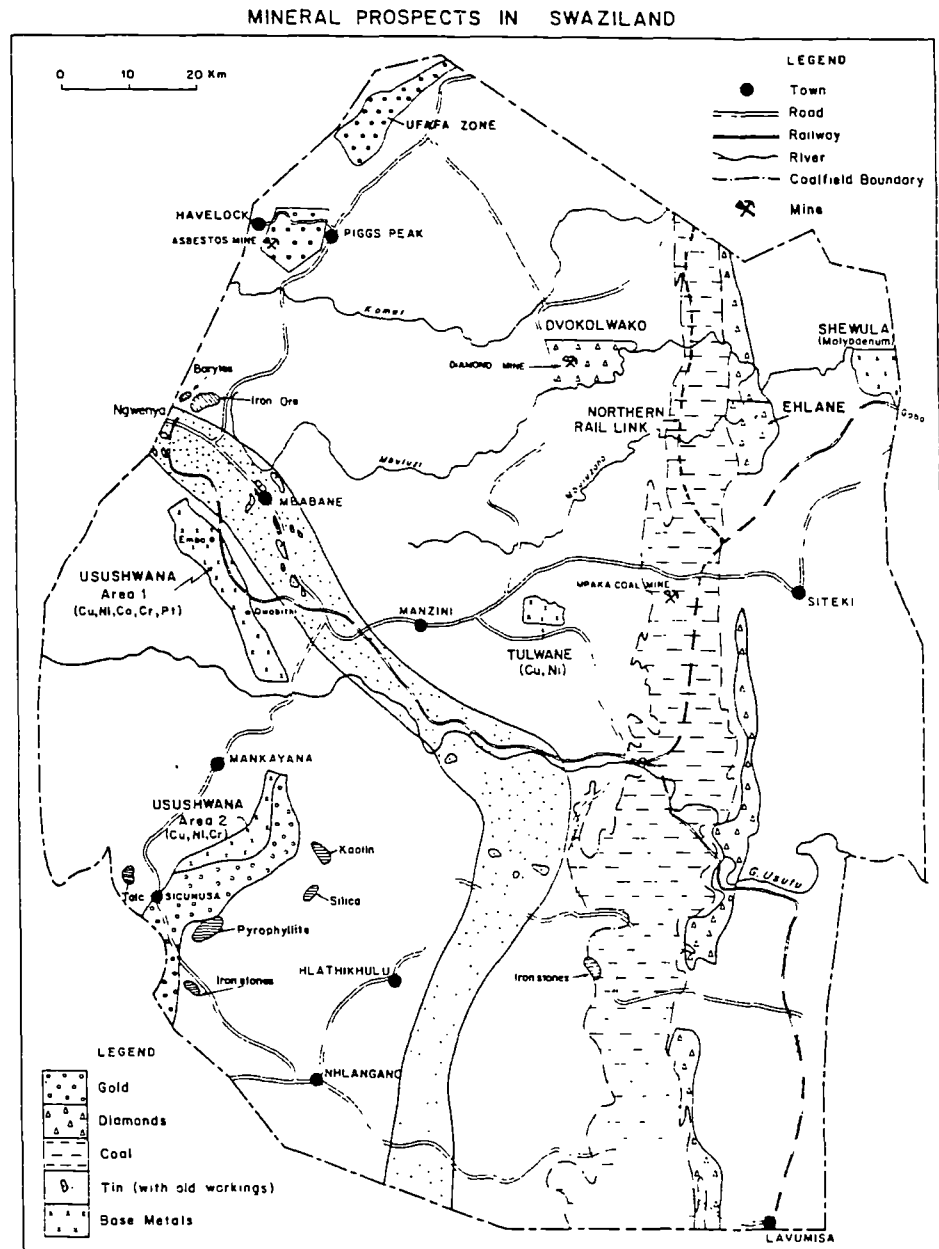 MINERAL PROSPECTS IN SWAZILAND
0 10 20 Km
LEGEND
Town
Road
Railway
River
Coalfield Boundary
Mine
UFAFA ZONE
HAVELOCK
ASBESTOS MINE
PIGGS PEAK
Komati
DVOKOLWAKO
DIAMOND MINE
SHEWULA
(Molybdenum)
Barytes
Iron Ore
Ngwenya
NORTHERN
RAIL LINK
EHLANE
Goba
Mbuluzi
MBABANE
Emba
USUSHWANA
Area 1
(Cu,Ni,Co,Cr,Pt)
MPAKA COAL MINE
SITEKI
MANZINI
TULWANE
(Cu,Ni)
MANKAYANA
USUSHWANA
Area 2
(Cu,Ni,Cr)
Kaolin
Talc
SICUNUSA
Silica
G. Usutu
Pyrophyllite
HLATHIKHULU
Iron stones
Iron stones
NHLANGANO
LEGEND
Gold
Diamonds
Coal
Tin (with old workings)
Base Metals
LAVUMISA